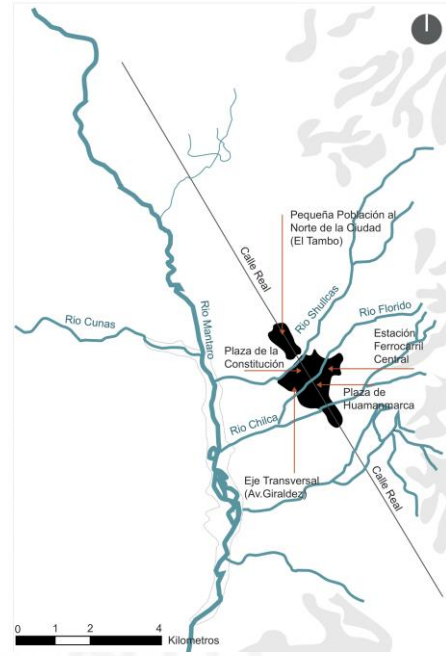 Pequeña Población al
Norte de la Ciudad
(El Tambo)
Calle Real
Rio Shullcas
Rio Florido
Rio Mantaro
Rio Cunas
Estación
Ferrocarril
Central
Plaza de la
Constitución
Plaza de
Huamanmarca
Rio Chilca
Eje Transversal
(Av.Giraldez)
Calle Real
0 1 2 4
Kilometros